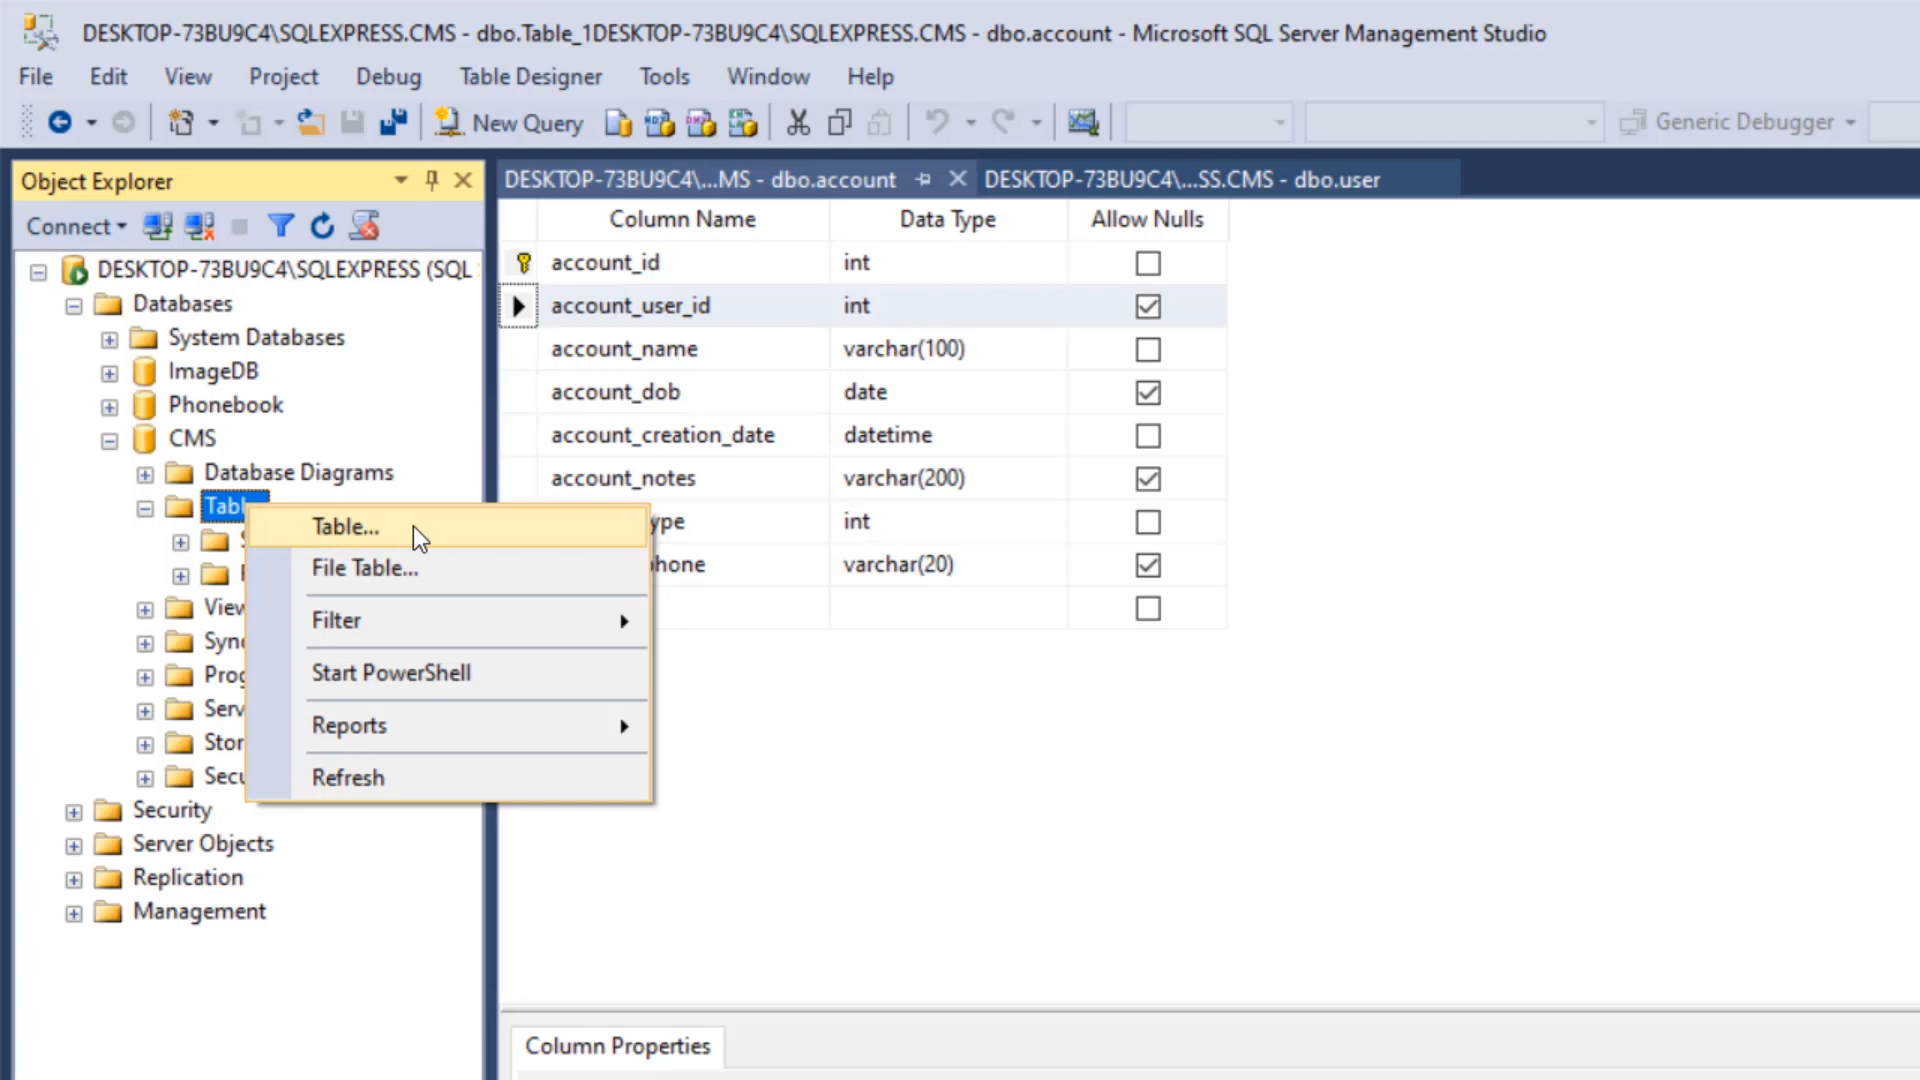 DESKTOP-73BU9C4\SQLEXPRESS.CMS - dbo.Table_1DESKTOP-73BU9C4\SQLEXPRESS.CMS - dbo.account - Microsoft SQL Server Management Studio
File Edit View Project Debug Table Designer Tools Window Help
New Query Generic Debugger
Object Explorer
Connect
DESKTOP-73BU9C4\SQLEXPRESS (SQL
Databases
System Databases
ImageDB
Phonebook
CMS
Database Diagrams
Tabl
View
Sync
Prog
Serv
Stor
Secu
Security
Server Objects
Replication
Management
Table...
File Table...
Filter
Start PowerShell
Reports
Refresh
DESKTOP-73BU9C4\...MS - dbo.account DESKTOP-73BU9C4\...SS.CMS - dbo.user
Column Name Data Type Allow Nulls
account_id int
account_user_id int
account_name varchar(100)
account_dob date
account_creation_date datetime
account_notes varchar(200)
ype int
hone varchar(20)
Column Properties